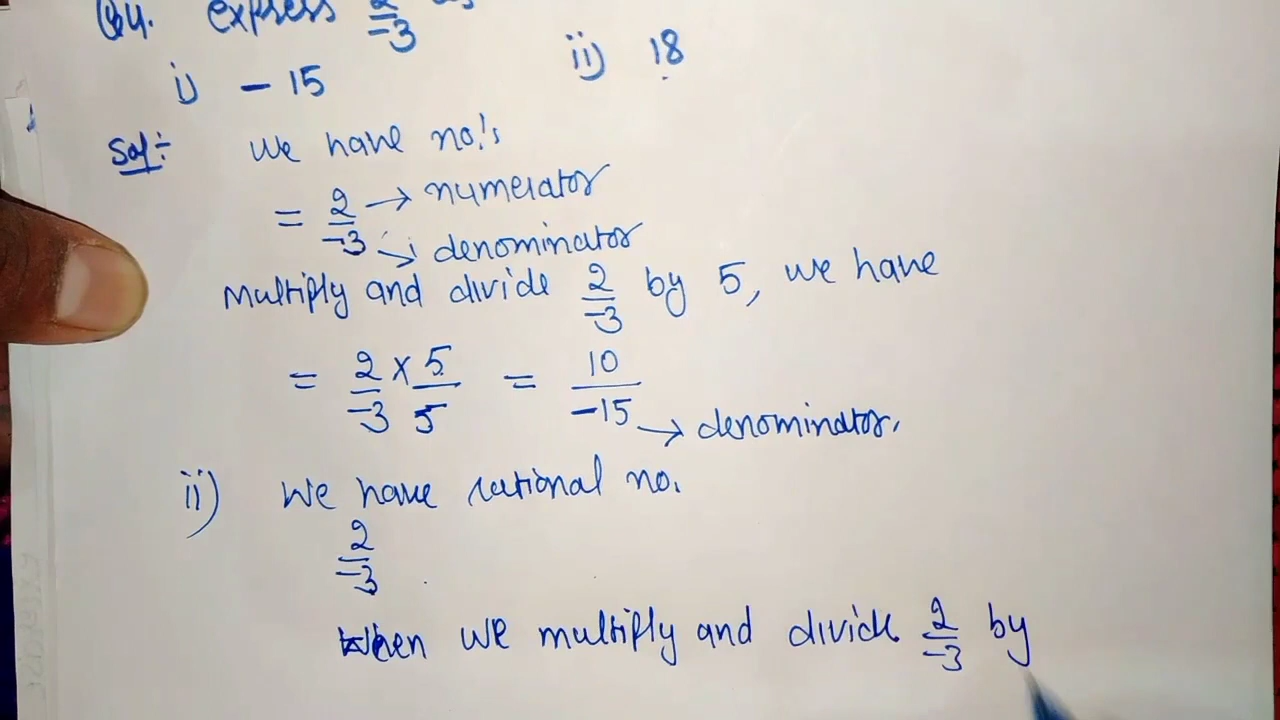 Q4. express 2/-3
i) - 15 ii) 18
Sol:- We have no!s
= 2/-3 → numerator
→ denominator
Multiply and divide 2/-3 by 5, we have
= 2/-3 × 5/5 = 10/-15 → denominator.
ii) We have rational no.
2/-3
When we multiply and divide 2/-3 by